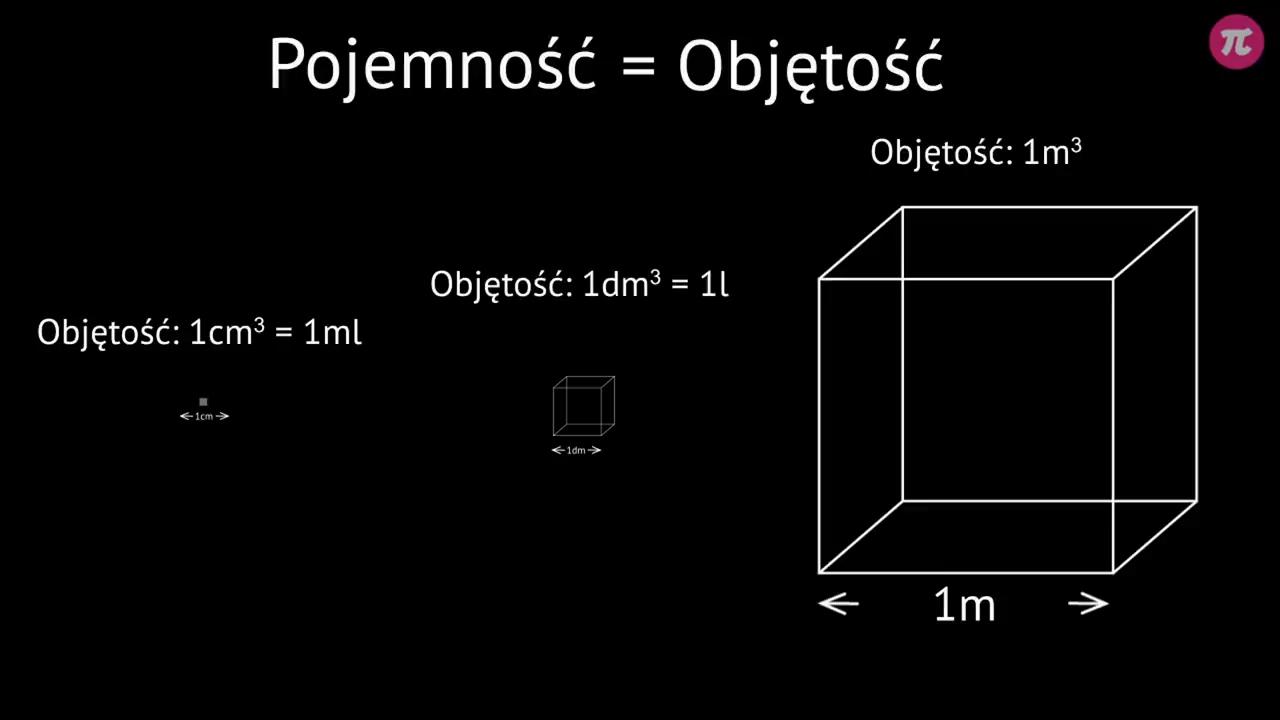 Pojemność = Objętość
π
Objętość: 1m³
Objętość: 1dm³ = 1l
Objętość: 1cm³ = 1ml
1cm
1dm
1m